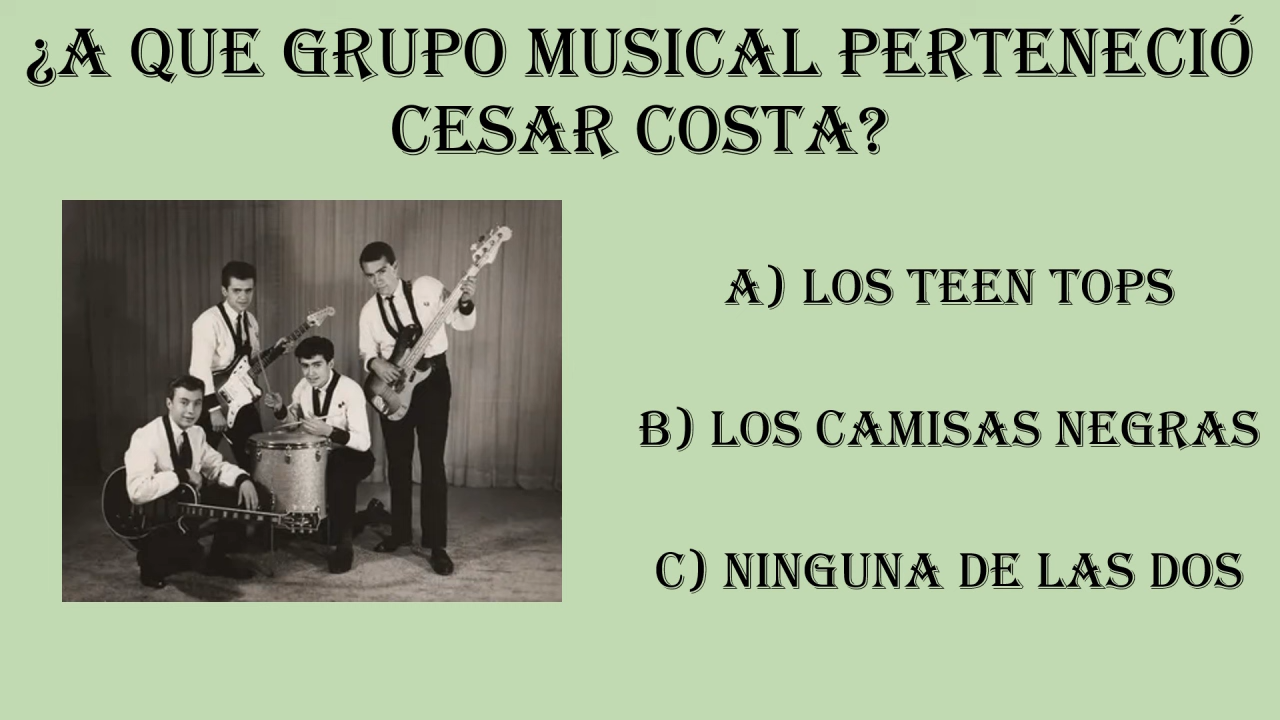 ¿A QUE GRUPO MUSICAL PERTENECIÓ
CESAR COSTA?
A) LOS TEEN TOPS
B) LOS CAMISAS NEGRAS
C) NINGUNA DE LAS DOS